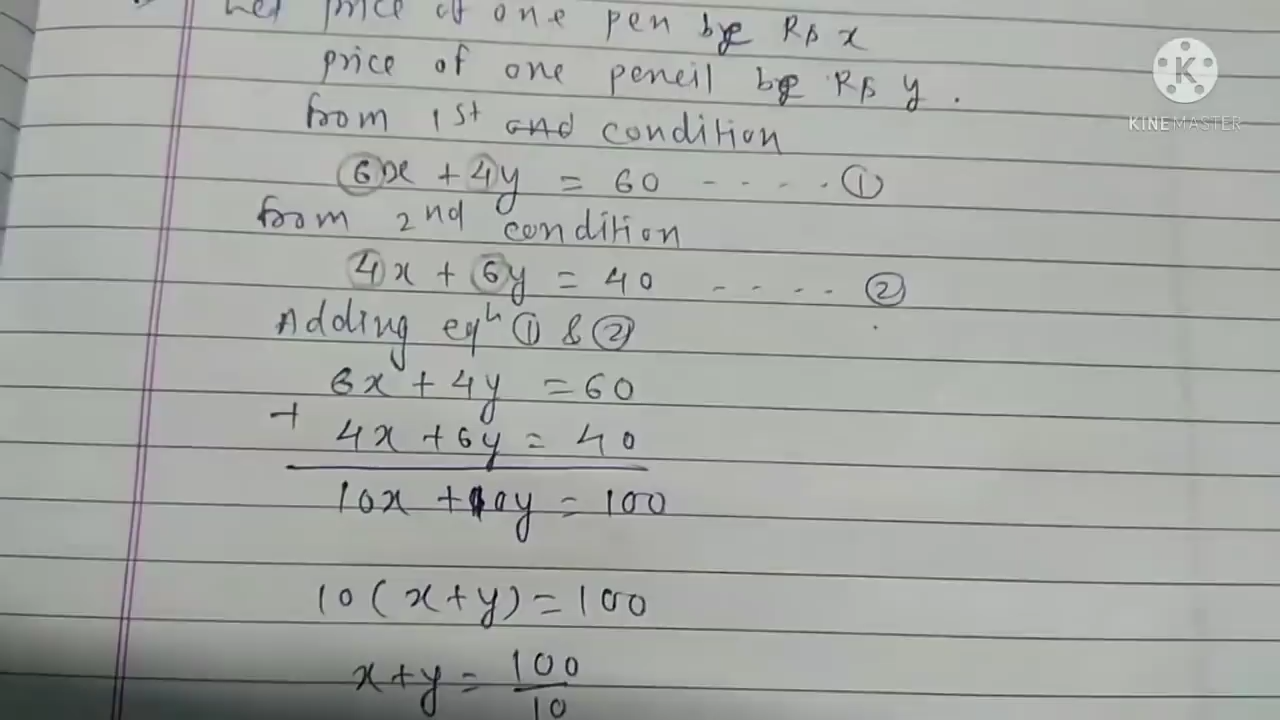 Let price of one pen be Rs x
price of one pencil be Rs y .
K
KINEMASTER
from 1st and condition
6x + 4y = 60 - - - - . ①
from 2nd condition
4x + 6y = 40 - - - - ②
Adding eqⁿ ① & ②
6x + 4y = 60
+
4x + 6y = 40
10x + 10y = 100
10 ( x + y ) = 100
x + y = 100
10